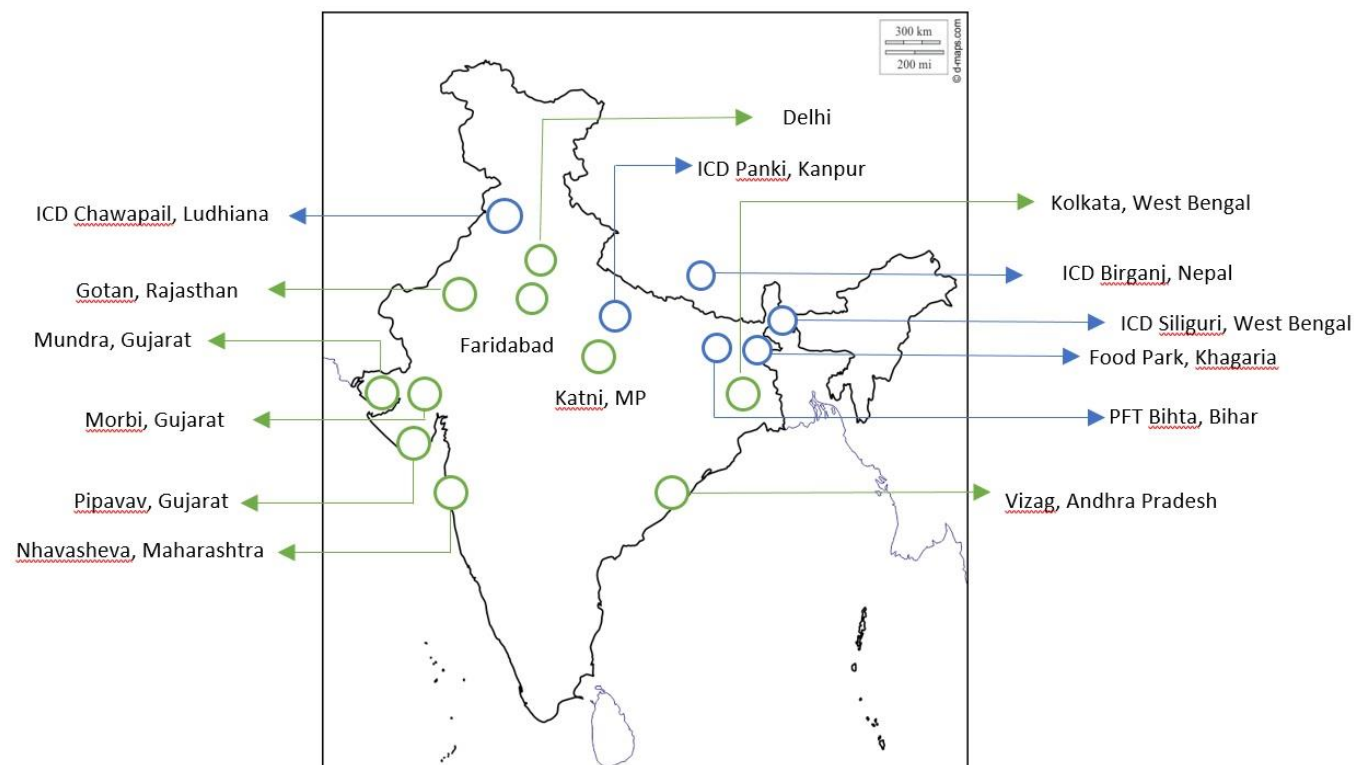 300 km
200 mi
© d-maps.com
Delhi
ICD Panki, Kanpur
ICD Chawapail, Ludhiana
Kolkata, West Bengal
ICD Birganj, Nepal
Gotan, Rajasthan
ICD Siliguri, West Bengal
Mundra, Gujarat
Faridabad
Food Park, Khagaria
Katni, MP
Morbi, Gujarat
PFT Bihta, Bihar
Pipavav, Gujarat
Vizag, Andhra Pradesh
Nhavasheva, Maharashtra